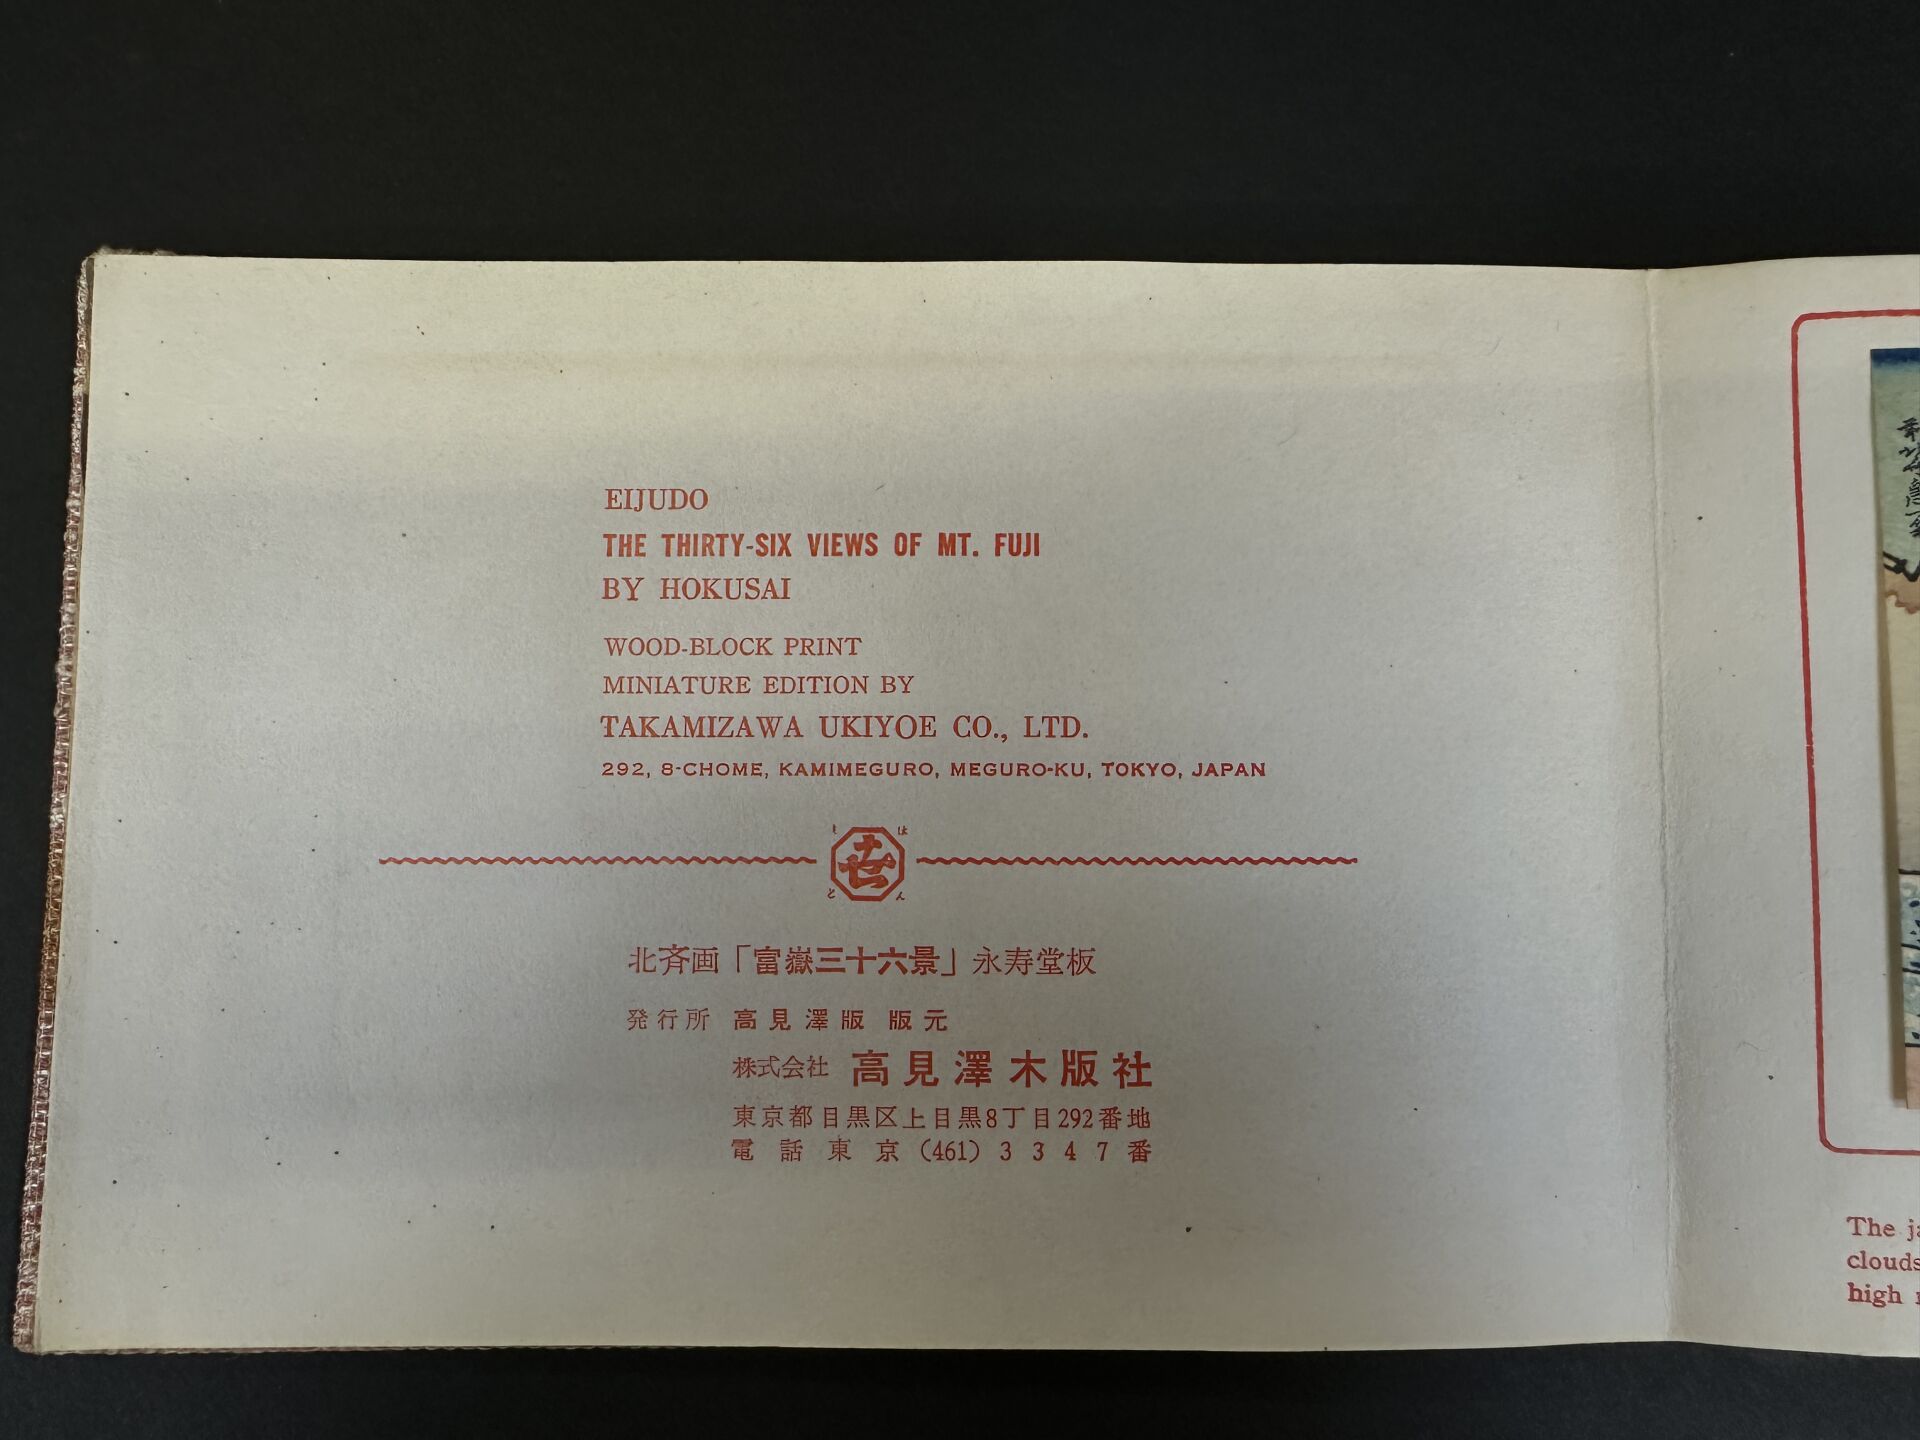 EIJUDO
THE THIRTY-SIX VIEWS OF MT. FUJI
BY HOKUSAI
WOOD-BLOCK PRINT
MINIATURE EDITION BY
TAKAMIZAWA UKIYOE CO., LTD.
292, 8-CHOME, KAMIMEGURO, MEGURO-KU, TOKYO, JAPAN
北斉画「富嶽三十六景」永寿堂板
発行所 高見澤版 版元
株式会社 高見澤木版社
東京都目黒区上目黒8丁目292番地
電話東京(461)3347番
The
clouds
high